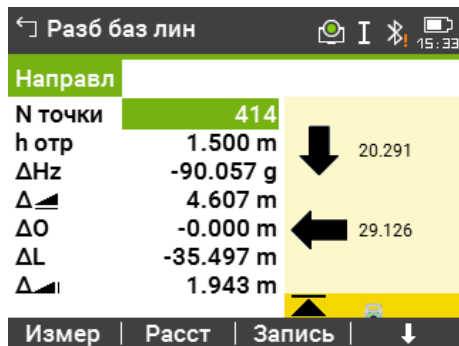 Разб баз лин
I
15:33
Направл
N точки 414
h отр 1.500 m
ΔHz -90.057 g
Δ 4.607 m
ΔO -0.000 m
ΔL -35.497 m
Δ 1.943 m
20.291
29.126
Измер | Расст | Запись |